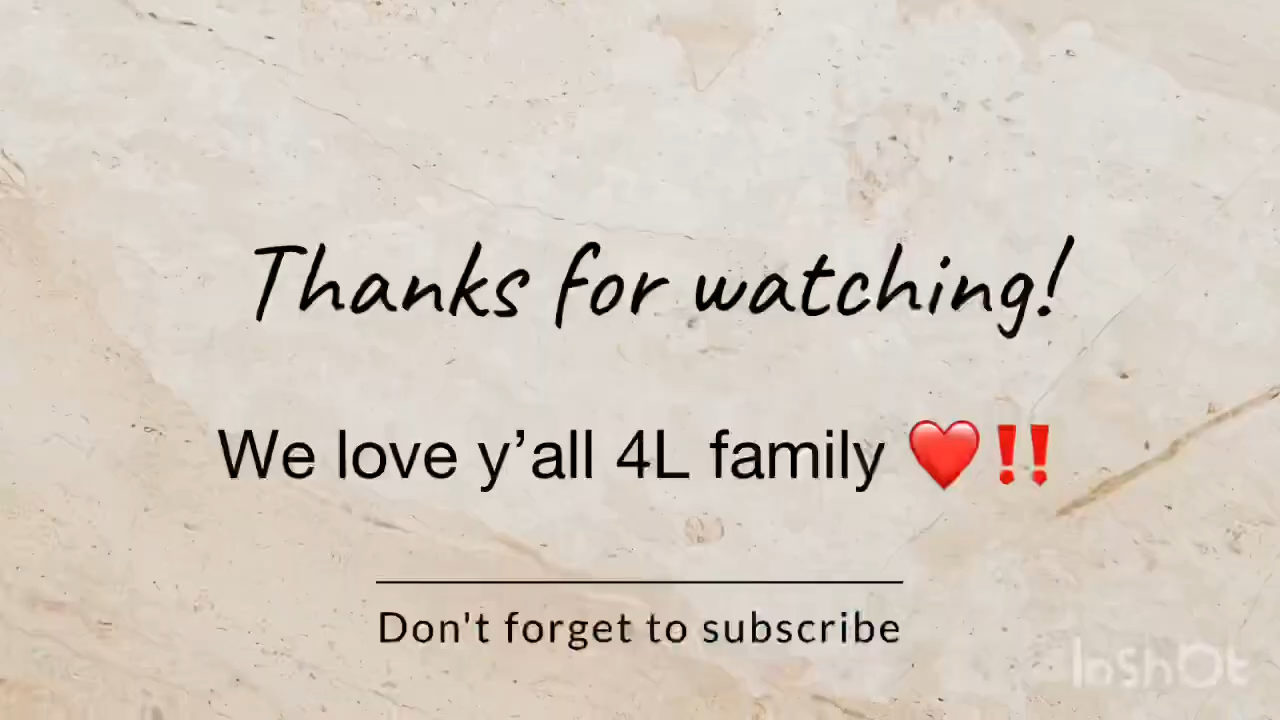 Thanks for watching!
We love y’all 4L family ❤️‼️
Don't forget to subscribe
InShOt